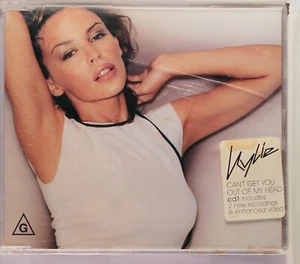 Kylie
CAN'T GET YOU
OUT OF MY HEAD
cd1 includes
2 new recordings
& enhanced video
G